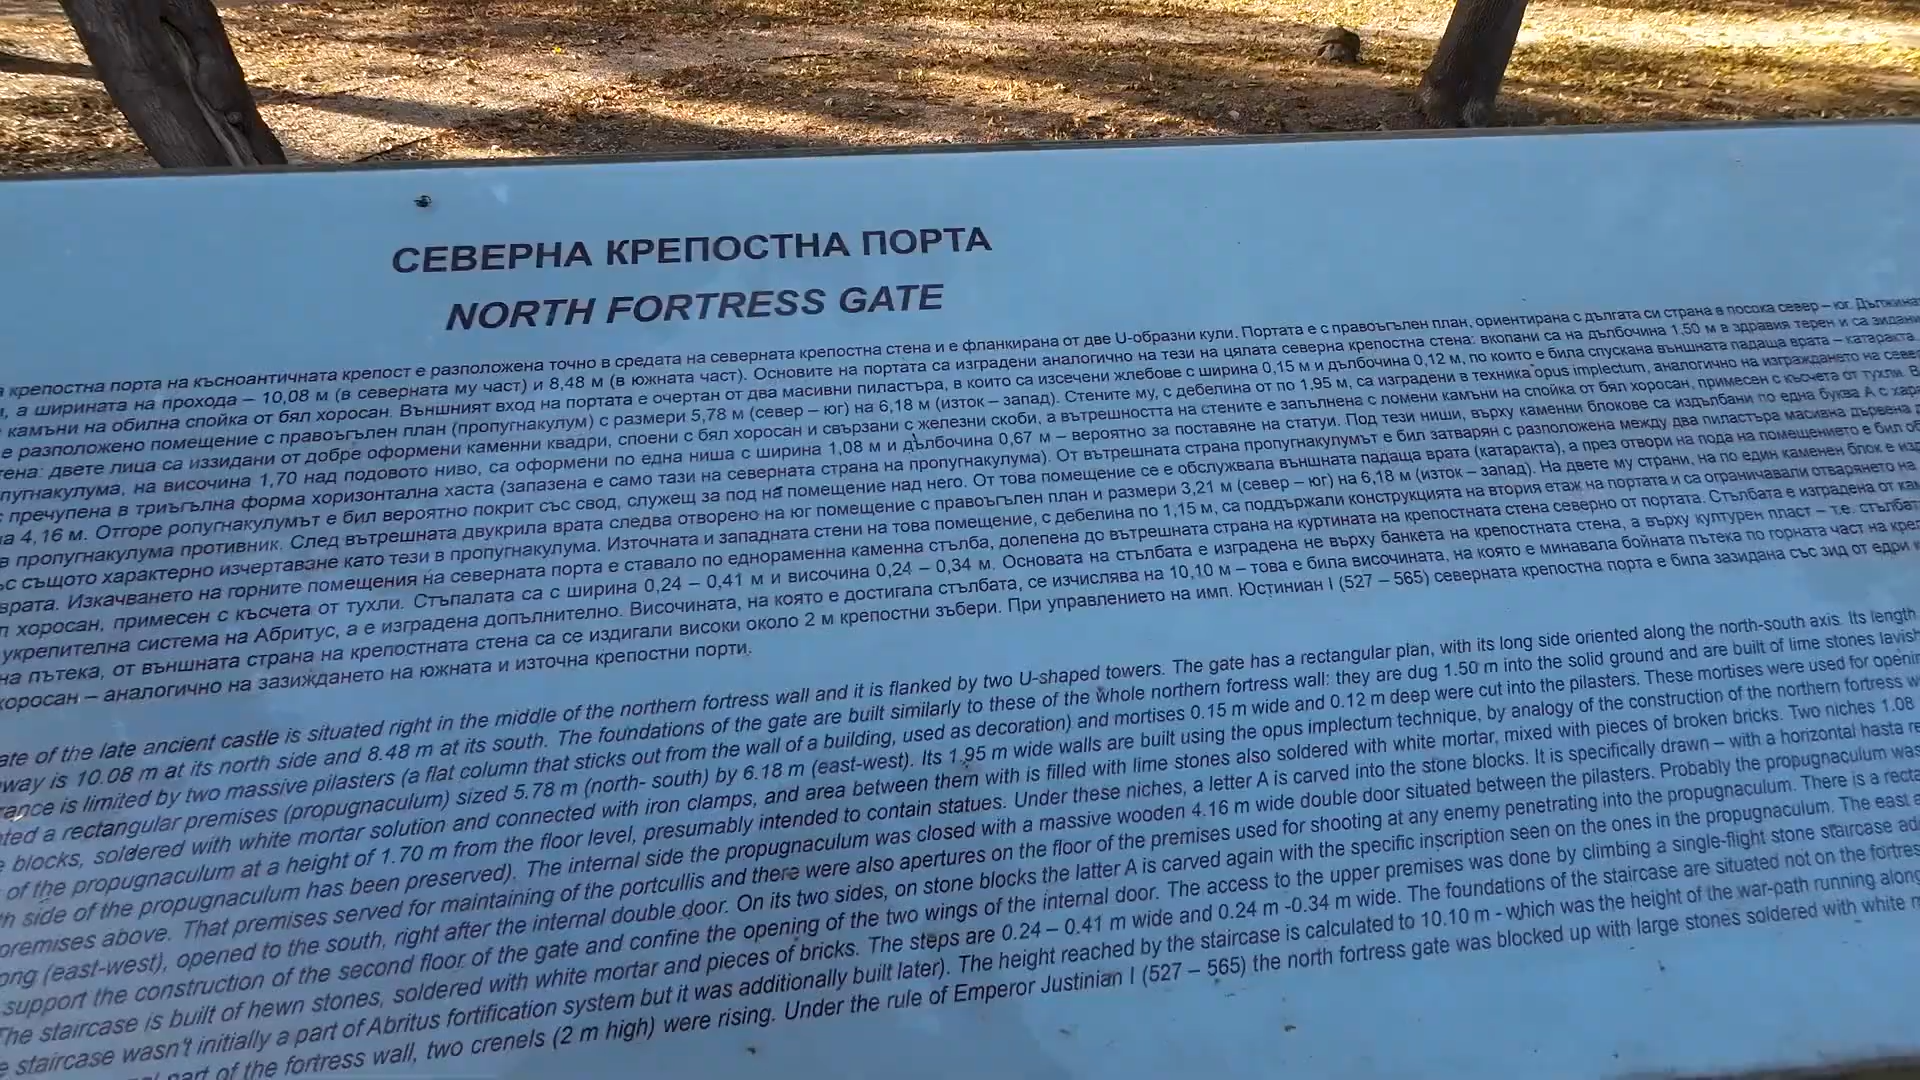 СЕВЕРНА КРЕПОСТНА ПОРТА
NORTH FORTRESS GATE
крепостна порта на късноантичната крепост е разположена точно в средата на северната крепостна стена и е фланкирана от две U-образни кули. Портата е с правоъгълен план, ориентирана с дългата си страна в посока север – юг.
а ширината на прохода – 10,08 м (в северната му част) и 8,48 м (в южната част). Основите на портата са изградени аналогично на тези на цялата северна крепостна стена: вкопани са на дълбочина 1,50 м в здравия терен и са зидани
камъни на обилна спойка от бял хоросан. Външният вход на портата е очертан от два масивни пиластъра, в които са изсечени жлебове с ширина 0,15 м и дълбочина 0,12 м, по които е била спускана външната падаща врата – катаракта.
е разположено помещение с правоъгълен план (пропугнакулум) с размери 5,78 м (север – юг) на 6,18 м (изток – запад). Стените му, с дебелина от по 1,95 м, са изградени в техника opus implectum, аналогично на изграждането на
двете лица са иззидани от добре оформени каменни квадри, споени с бял хоросан и свързани с железни скоби, а вътрешността на стените е запълнена с ломени камъни на спойка от бял хоросан, примесен с късчета от тухли.
на височина 1,70 над подовото ниво, са оформени по една ниша с ширина 1,08 м и дълбочина 0,67 м – вероятно за поставяне на статуи. Под тези ниши, върху каменни блокове са издълбани по една буква А с
пречупена в триъгълна форма хоризонтална хаста (запазена е само тази на северната страна на пропугнакулума). От вътрешната страна пропугнакулумът е бил затварян с разположена между два пиластъра масивна дървена
4,16 м. Отгоре ропугнакулумът е бил вероятно покрит със свод, служещ за под на помещение над него. От това помещение се е обслужвала външната падаща врата (катаракта), а през отвори на пода на помещението е бил
в пропугнакулума противник. След вътрешната двукрила врата следва отворено на юг помещение с правоъгълен план и размери 3,21 м (север – юг) на 6,18 м (изток – запад). На двете му страни, на по един каменен блок е
със същото характерно изчертаване като тези в пропугнакулума. Източната и западната стени на това помещение, с дебелина по 1,15 м, са поддържали конструкцията на втория етаж на портата и са ограничавали отварянето на
врата. Изкачването на горните помещения на северната порта е ставало по еднораменна каменна стълба, долепена до вътрешната страна на куртината на крепостната стена северно от портата. Стълбата е изградена от
хоросан, примесен с късчета от тухли. Стъпалата са с ширина 0,24 – 0,41 м и височина 0,24 – 0,34 м. Основата на стълбата е изградена не върху банкета на крепостната стена, а върху културен пласт – т.е.
укрепителна система на Абритус, а е изградена допълнително. Височината, на която е достигала стълбата, се изчислява на 10,10 м – това е била височината, на която е минавала бойната пътека по горната част на
пътека, от външната страна на крепостната стена са се издигали високи около 2 м крепостни зъбери. При управлението на имп. Юстиниан I (527 – 565) северната крепостна порта е била зазидана със зид от едри
хоросан – аналогично на зазиждането на южната и източна крепостни порти.
of the late ancient castle is situated right in the middle of the northern fortress wall and it is flanked by two U-shaped towers. The gate has a rectangular plan, with its long side oriented along the north-south axis. Its length
is 10.08 m at its north side and 8.48 m at its south. The foundations of the gate are built similarly to these of the whole northern fortress wall: they are dug 1.50 m into the solid ground and are built of lime stones
is limited by two massive pilasters (a flat column that sticks out from the wall of a building, used as decoration) and mortises 0.15 m wide and 0.12 m deep were cut into the pilasters. These mortises were used for
a rectangular premises (propugnaculum) sized 5.78 m (north- south) by 6.18 m (east-west). Its 1.95 m wide walls are built using the opus implectum technique, by analogy of the construction of the northern fortress
blocks, soldered with white mortar solution and connected with iron clamps, and area between them with is filled with lime stones also soldered with white mortar, mixed with pieces of broken bricks. Two niches 1.08
of the propugnaculum at a height of 1.70 m from the floor level, presumably intended to contain statues. Under these niches, a letter A is carved into the stone blocks. It is specifically drawn – with a horizontal hasta
side of the propugnaculum has been preserved). The internal side the propugnaculum was closed with a massive wooden 4.16 m wide double door situated between the pilasters. Probably the propugnaculum was
premises above. That premises served for maintaining of the portcullis and there were also apertures on the floor of the premises used for shooting at any enemy penetrating into the propugnaculum. There is a
(east-west), opened to the south, right after the internal double door. On its two sides, on stone blocks the latter A is carved again with the specific inscription seen on the ones in the propugnaculum. The east
support the construction of the second floor of the gate and confine the opening of the two wings of the internal door. The access to the upper premises was done by climbing a single-flight stone staircase
The staircase is built of hewn stones, soldered with white mortar and pieces of bricks. The steps are 0.24 – 0.41 m wide and 0.24 m -0.34 m wide. The foundations of the staircase are situated not on the
staircase wasn't initially a part of Abritus fortification system but it was additionally built later). The height reached by the staircase is calculated to 10.10 m - which was the height of the war-path running along
part of the fortress wall, two crenels (2 m high) were rising. Under the rule of Emperor Justinian I (527 – 565) the north fortress gate was blocked up with large stones soldered with white